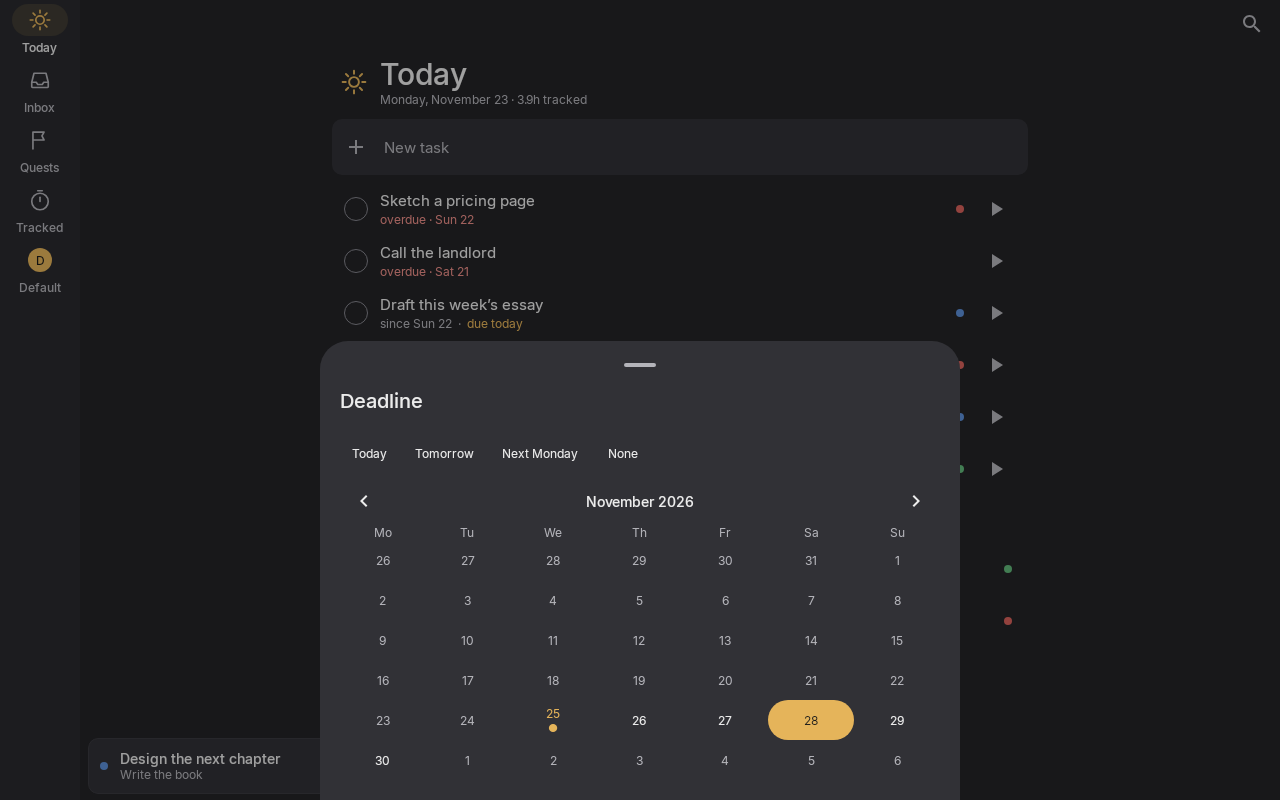 Today
Inbox
Quests
Tracked
D
Default
Today
Monday, November 23 · 3.9h tracked
New task
Sketch a pricing page
overdue · Sun 22
Call the landlord
overdue · Sat 21
Draft this week’s essay
since Sun 22 · due today
Deadline
Today Tomorrow Next Monday None
November 2026
Mo Tu We Th Fr Sa Su
26 27 28 29 30 31 1
2 3 4 5 6 7 8
9 10 11 12 13 14 15
16 17 18 19 20 21 22
23 24 25 26 27 28 29
30 1 2 3 4 5 6
Design the next chapter
Write the book